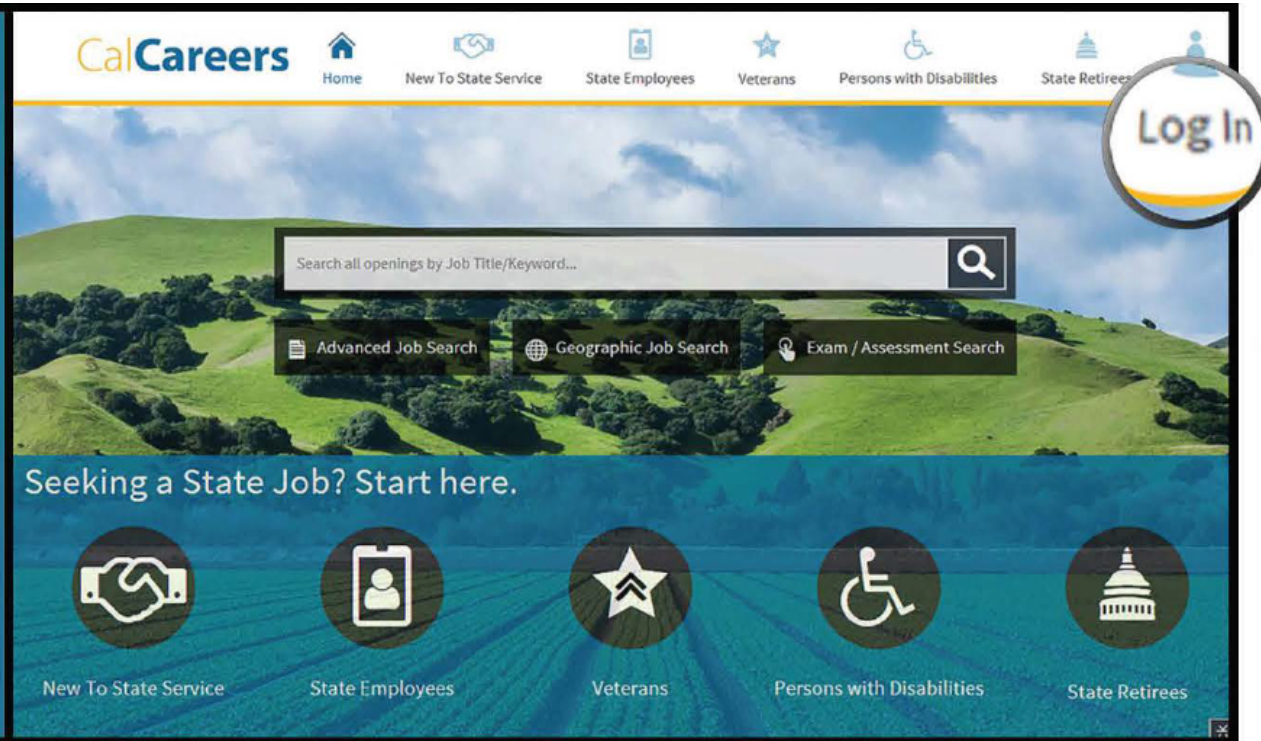 CalCareers
Home New To State Service State Employees Veterans Persons with Disabilities State Retirees
Log In
Search all openings by Job Title/Keyword...
Advanced Job Search Geographic Job Search Exam / Assessment Search
Seeking a State Job? Start here.
New To State Service State Employees Veterans Persons with Disabilities State Retirees